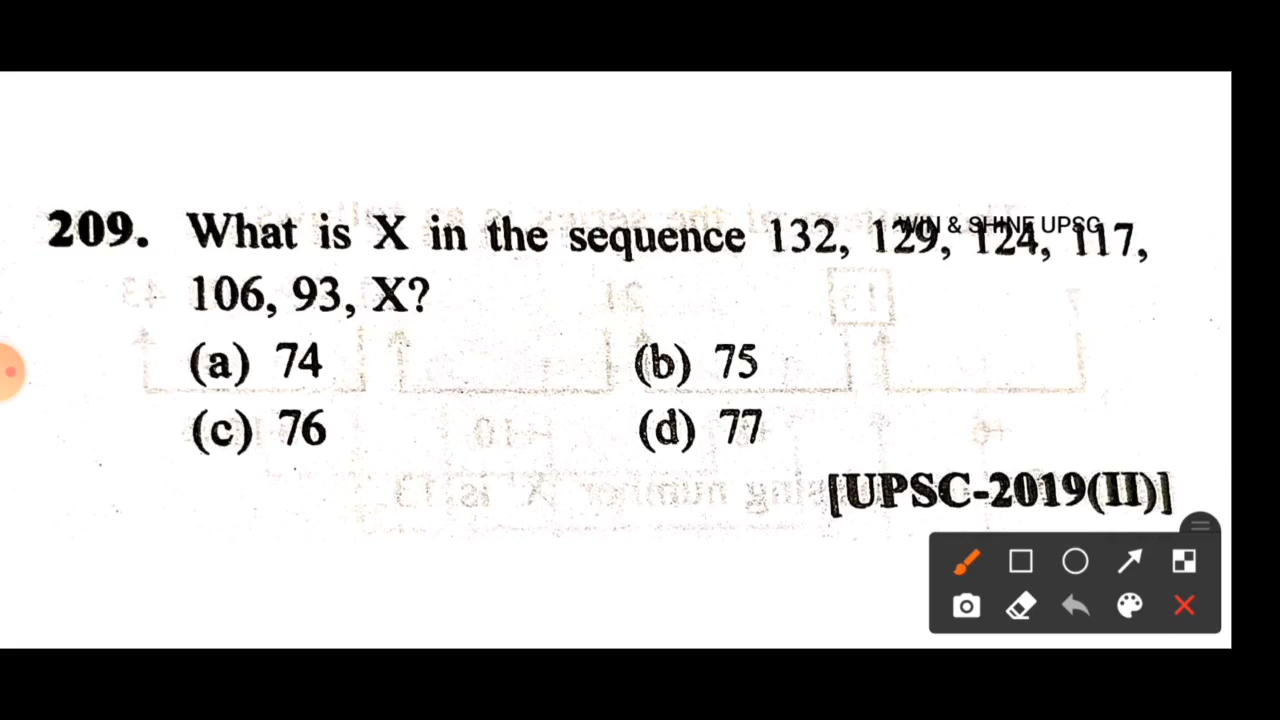 209. What is X in the sequence 132, 129, 124, 117,
WIN & SHINE UPSC
106, 93, X?
(a) 74 (b) 75
(c) 76 (d) 77
[UPSC-2019(II)]